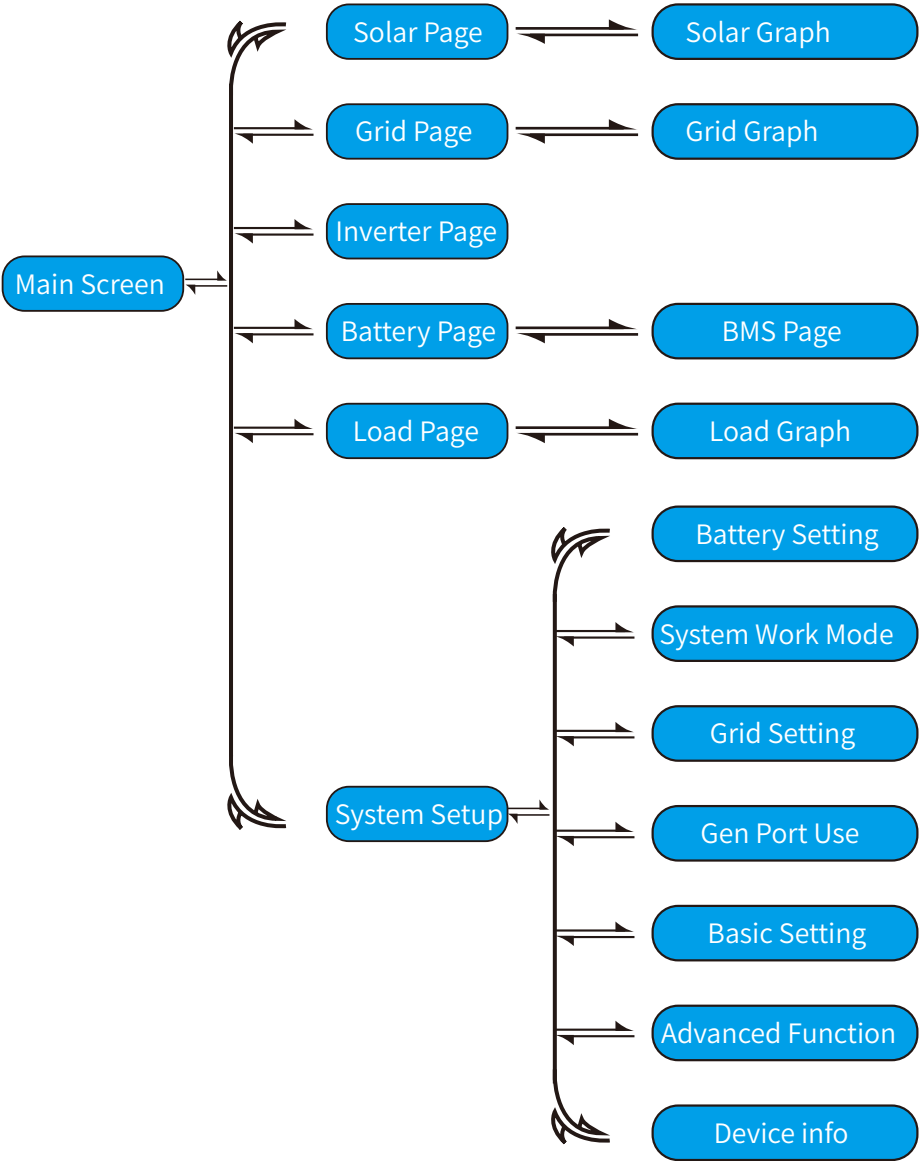 Solar Page
Solar Graph
Grid Page
Grid Graph
Inverter Page
Main Screen
Battery Page
BMS Page
Load Page
Load Graph
Battery Setting
System Work Mode
Grid Setting
System Setup
Gen Port Use
Basic Setting
Advanced Function
Device info